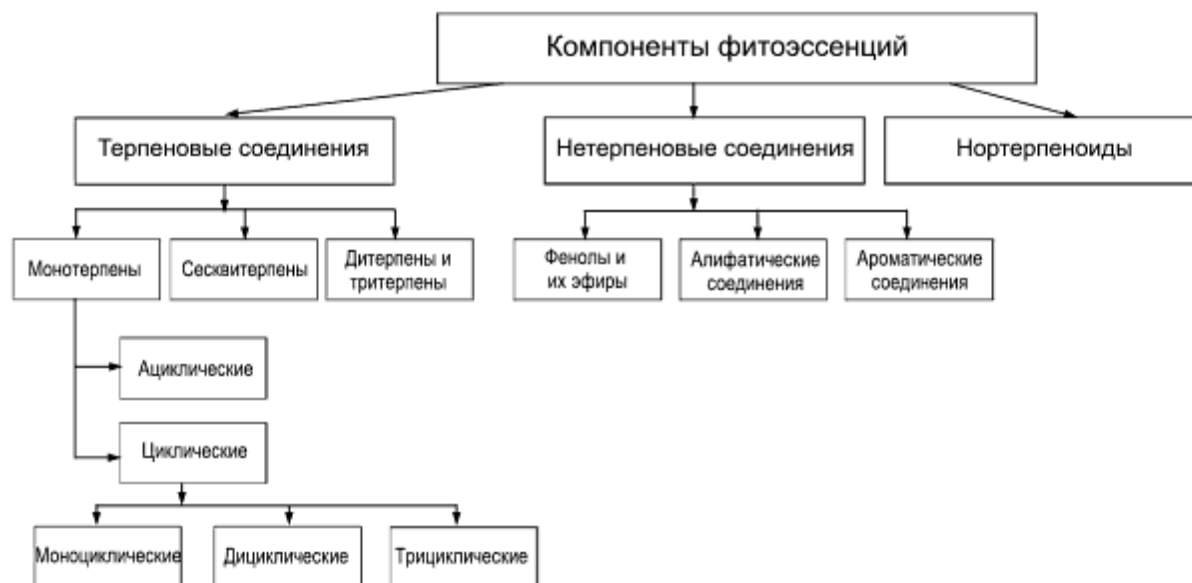 Компоненты фитоэссенций
Терпеновые соединения
Нетерпеновые соединения
Нортерпеноиды
Монотерпены
Сесквитерпены
Дитерпены и
тритерпены
Фенолы и
их эфиры
Алифатические
соединения
Ароматические
соединения
Ациклические
Циклические
Моноциклические
Дициклические
Трициклические